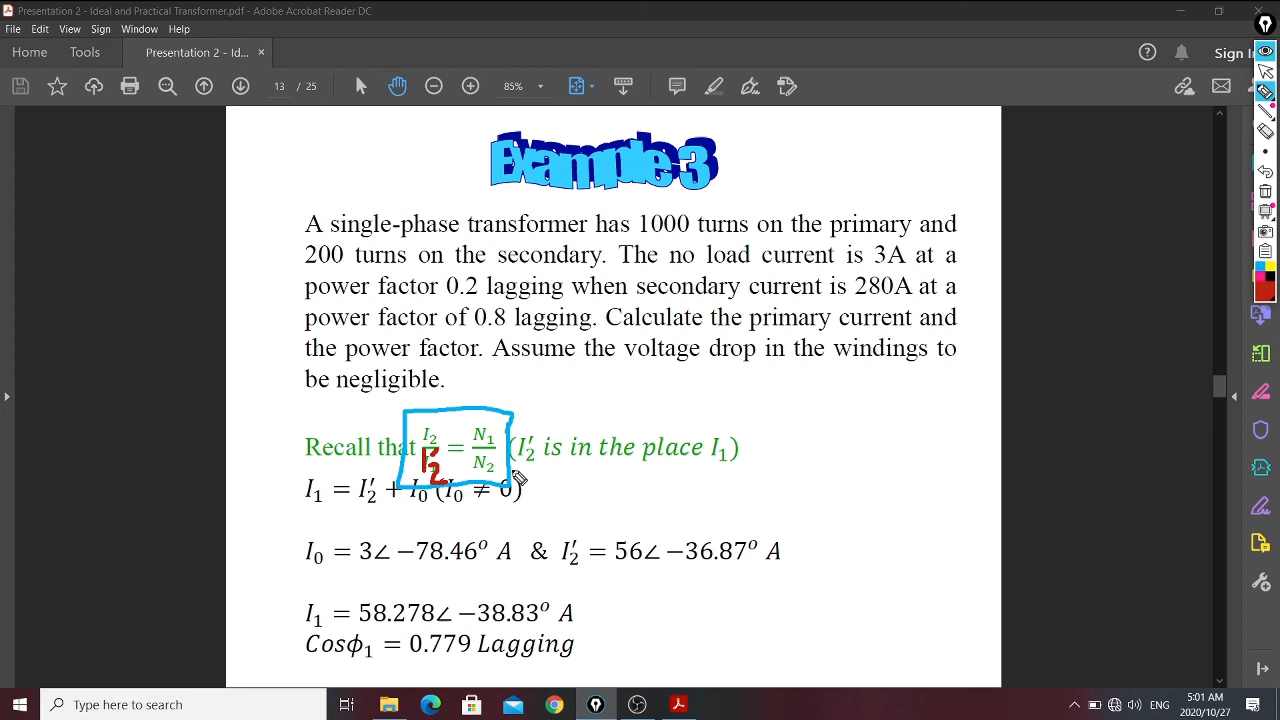 Presentation 2 - Ideal and Practical Transformer.pdf - Adobe Acrobat Reader DC
File Edit View Sign Window Help
Home Tools Presentation 2 - Id... × Sign In
13 / 25 85%
Example 3
A single-phase transformer has 1000 turns on the primary and
200 turns on the secondary. The no load current is 3A at a
power factor 0.2 lagging when secondary current is 280A at a
power factor of 0.8 lagging. Calculate the primary current and
the power factor. Assume the voltage drop in the windings to
be negligible.
Recall that I₂/I₂′ = N₁/N₂ (I₂′ is in the place I₁)
I₁ = I₂′ + I₀ (I₀ ≠ 0)
I₀ = 3∠ −78.46° A & I₂′ = 56∠ −36.87° A
I₁ = 58.278∠ −38.83° A
Cosϕ₁ = 0.779 Lagging
Type here to search
ENG
5:01 AM
2020/10/27